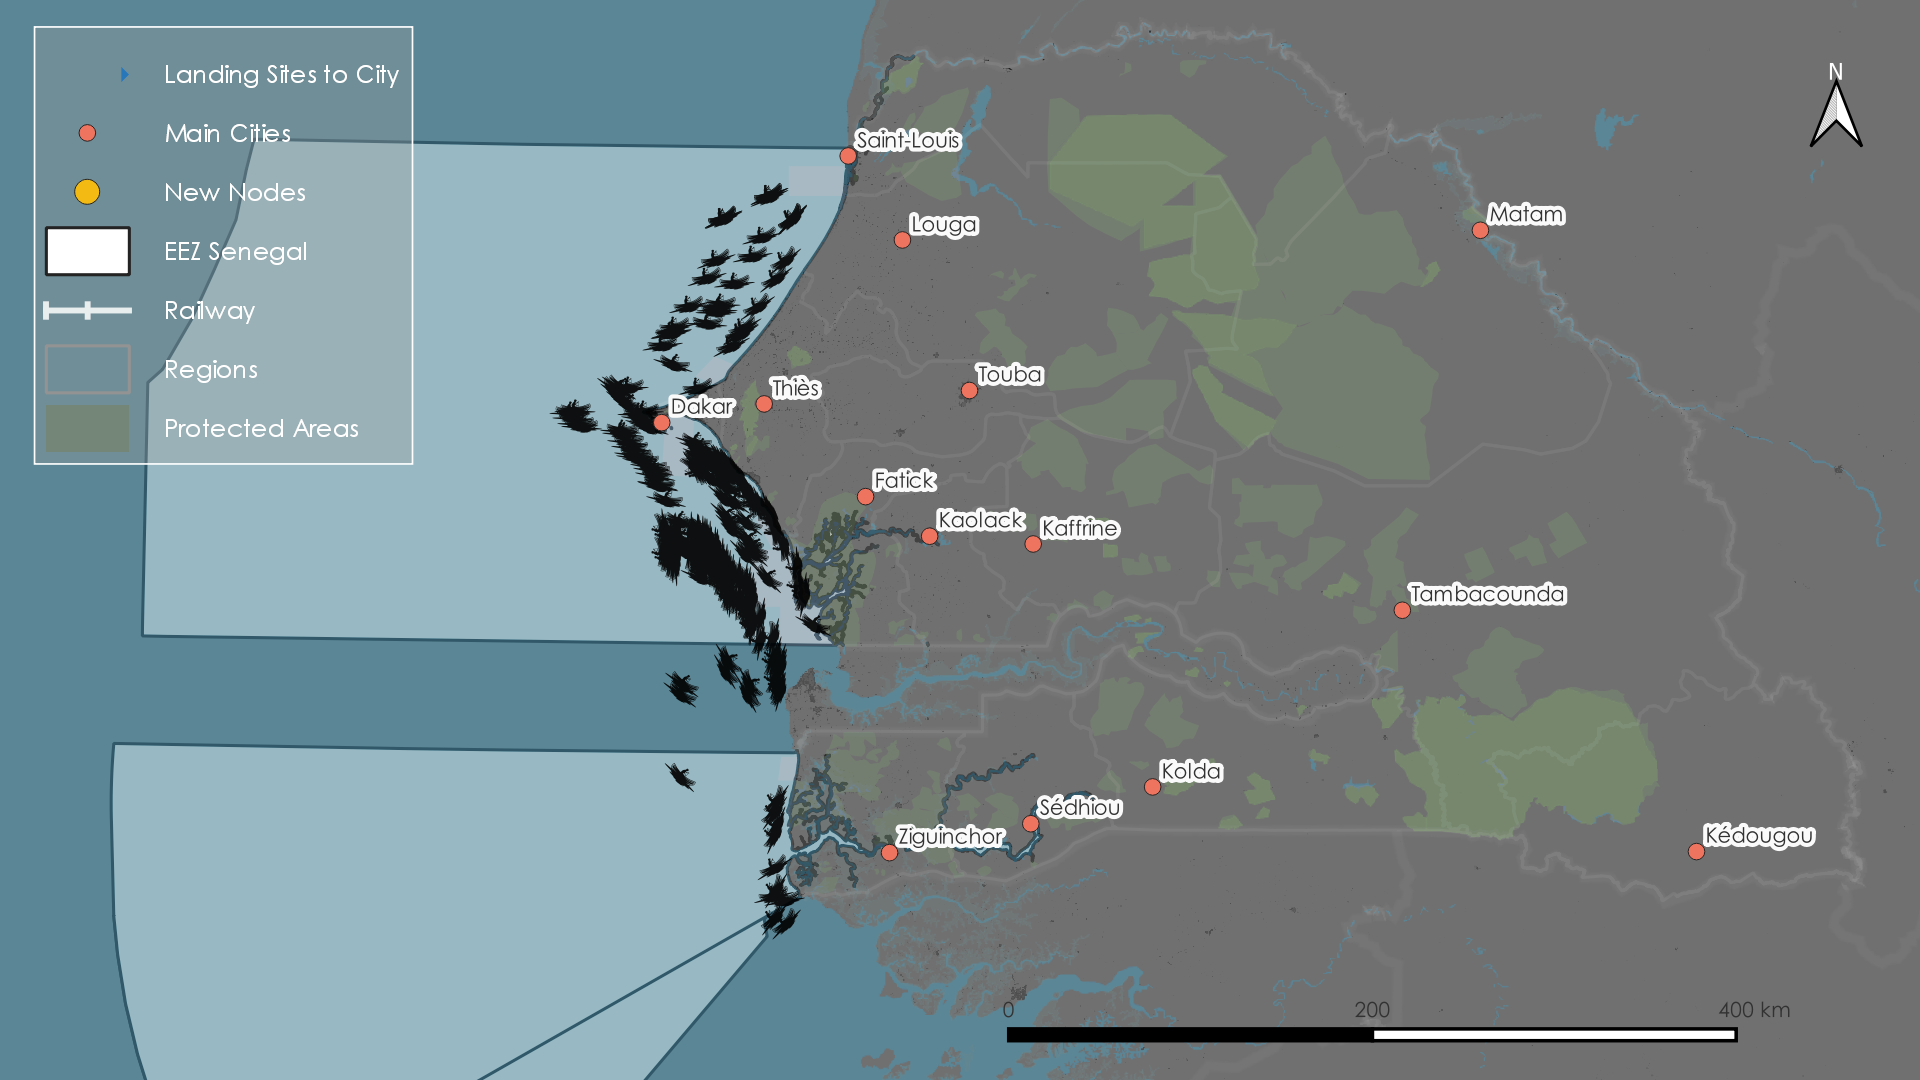 Landing Sites to City
Main Cities
New Nodes
EEZ Senegal
Railway
Regions
Protected Areas
N
Saint-Louis
Louga
Matam
Touba
Thiès
Dakar
Fatick
Kaolack
Kaffrine
Tambacounda
Kolda
Sédhiou
Ziguinchor
Kédougou
0 200 400 km